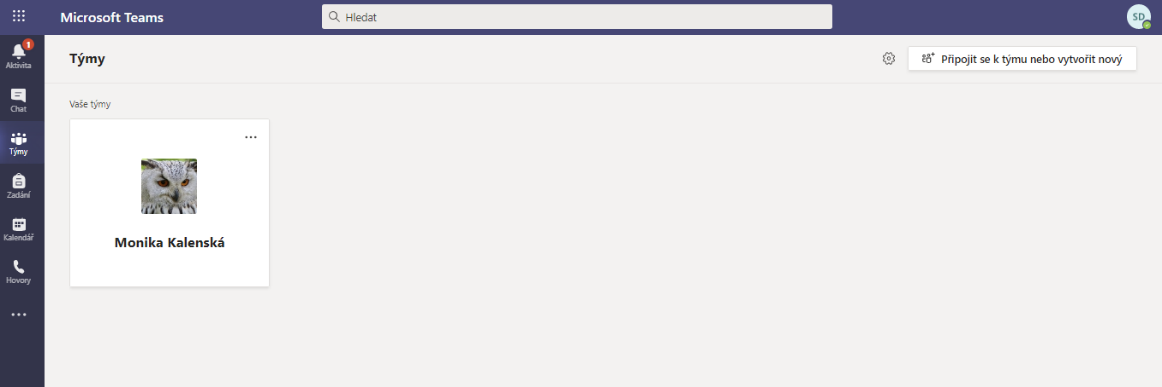 Microsoft Teams
Hledat
SD
1
Aktivita
Chat
Týmy
Zadání
Kalendář
Hovory
Týmy
Připojit se k týmu nebo vytvořit nový
Vaše týmy
Monika Kalenská